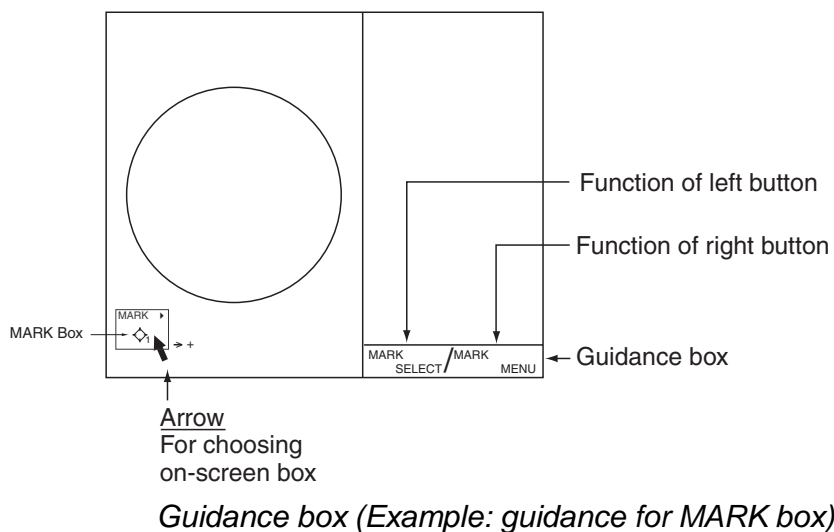 Function of left button
Function of right button
MARK
MARK Box
1
+
MARK SELECT / MARK MENU
Guidance box
Arrow
For choosing
on-screen box
Guidance box (Example: guidance for MARK box)